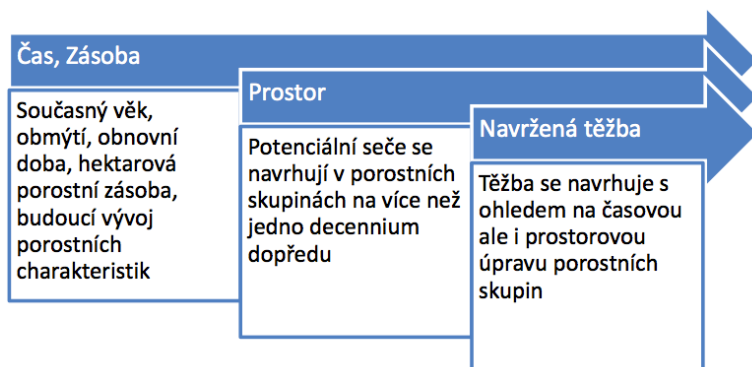 Čas, Zásoba
Současný věk,
obmýtí, obnovní
doba, hektarová
porostní zásoba,
budoucí vývoj
porostních
charakteristik
Prostor
Potenciální seče se
navrhují v porostních
skupinách na více než
jedno decennium
dopředu
Navržená těžba
Těžba se navrhuje s
ohledem na časovou
ale i prostorovou
úpravu porostních
skupin